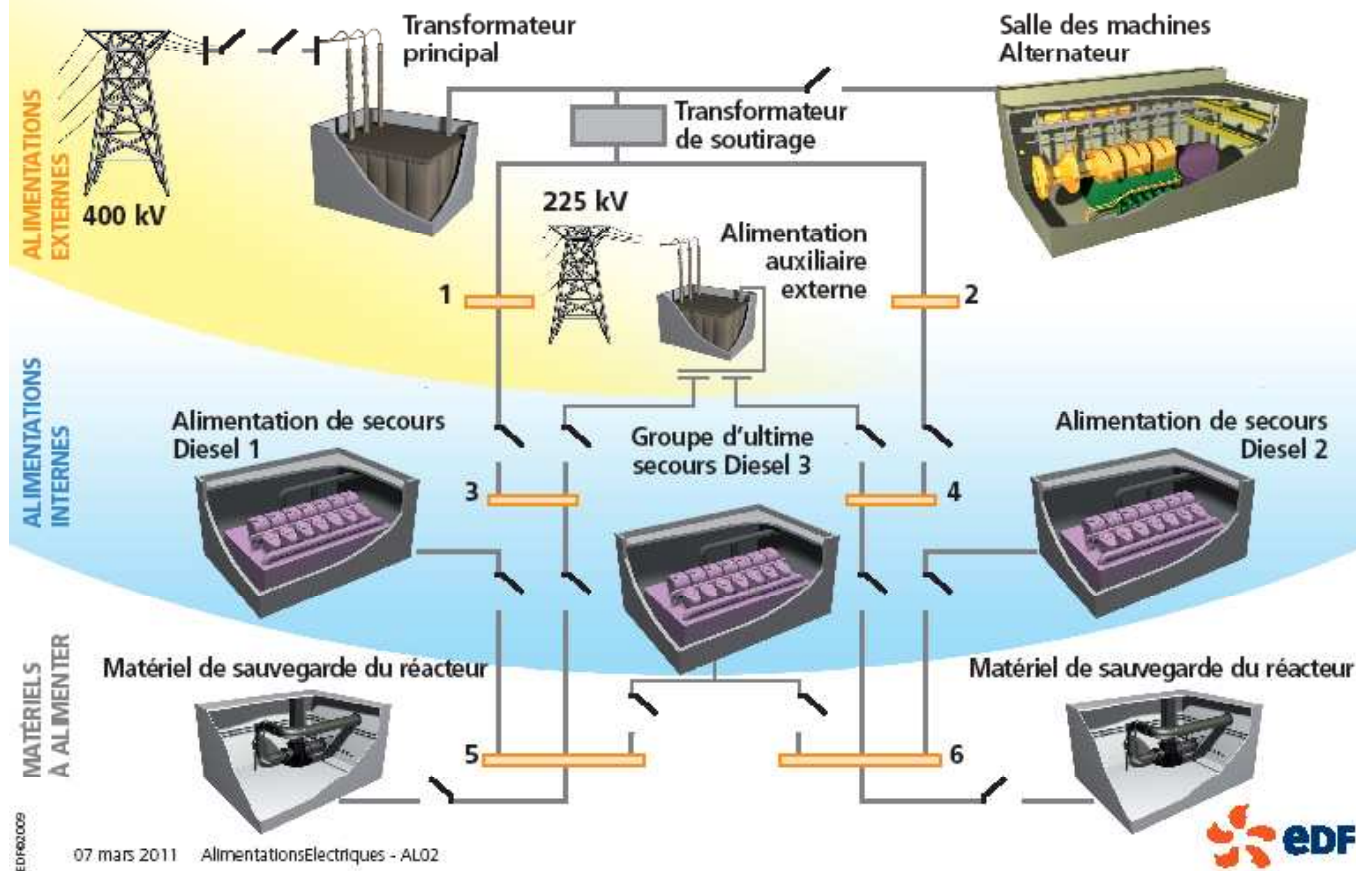 Transformateur
principal
Salle des machines
Alternateur
ALIMENTATIONS
EXTERNES
Transformateur
de soutirage
400 kV
225 kV
Alimentation
auxiliaire
externe
1
2
ALIMENTATIONS
INTERNES
Alimentation de secours
Diesel 1
Groupe d'ultime
secours Diesel 3
Alimentation de secours
Diesel 2
3
4
MATÉRIELS
À ALIMENTER
Matériel de sauvegarde du réacteur
Matériel de sauvegarde du réacteur
5
6
EDF©2009
07 mars 2011 AlimentationsElectriques - AL02
eDF